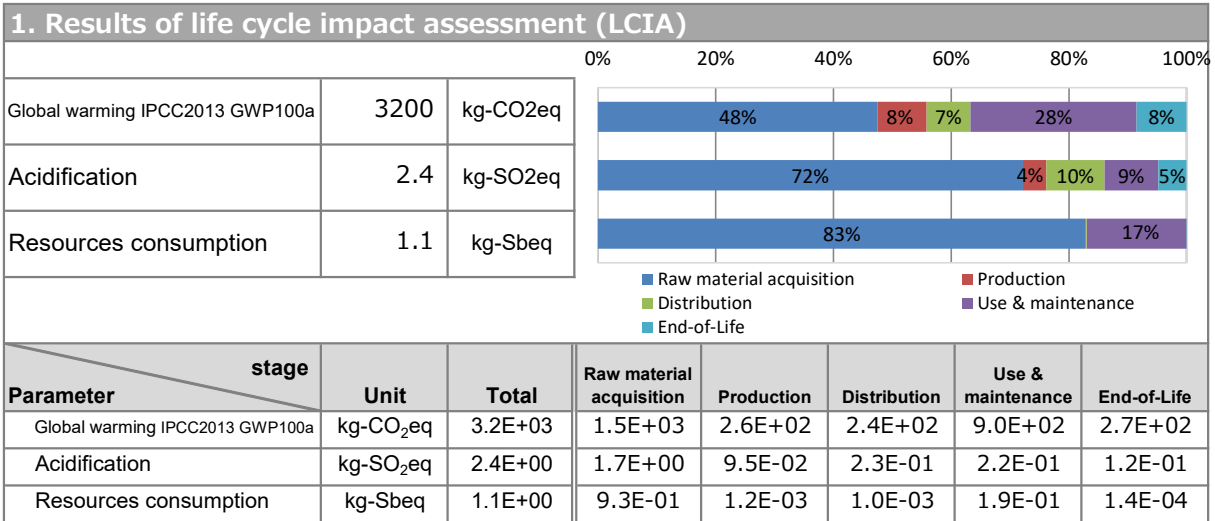 1. Results of life cycle impact assessment (LCIA)
0% 20% 40% 60% 80% 100%
Global warming IPCC2013 GWP100a 3200 kg-CO2eq
48% 8% 7% 28% 8%
Acidification 2.4 kg-SO2eq
72% 4% 10% 9% 5%
Resources consumption 1.1 kg-Sbeq
83% 17%
Raw material acquisition Production
Distribution Use & maintenance
End-of-Life
stage
Parameter Unit Total Raw material acquisition Production Distribution Use & maintenance End-of-Life
Global warming IPCC2013 GWP100a kg-CO₂eq 3.2E+03 1.5E+03 2.6E+02 2.4E+02 9.0E+02 2.7E+02
Acidification kg-SO₂eq 2.4E+00 1.7E+00 9.5E-02 2.3E-01 2.2E-01 1.2E-01
Resources consumption kg-Sbeq 1.1E+00 9.3E-01 1.2E-03 1.0E-03 1.9E-01 1.4E-04